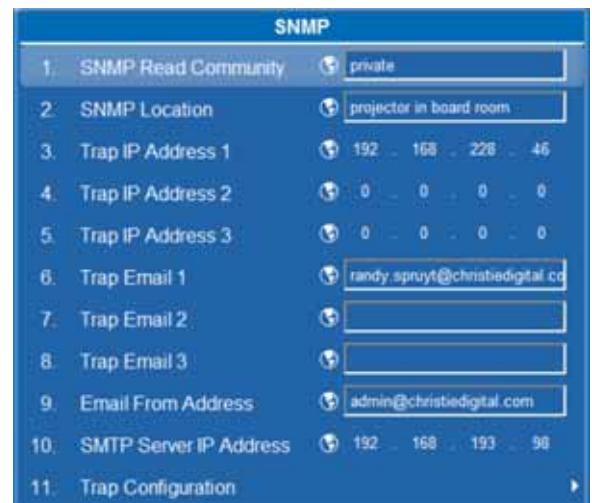 SNMP
1. SNMP Read Community private
2. SNMP Location projector in board room
3. Trap IP Address 1 192 . 168 . 228 . 46
4. Trap IP Address 2 0 . 0 . 0 . 0
5. Trap IP Address 3 0 . 0 . 0 . 0
6. Trap Email 1 randy.spruyt@christiedigital.co
7. Trap Email 2
8. Trap Email 3
9. Email From Address admin@christiedigital.com
10. SMTP Server IP Address 192 . 168 . 193 . 98
11. Trap Configuration